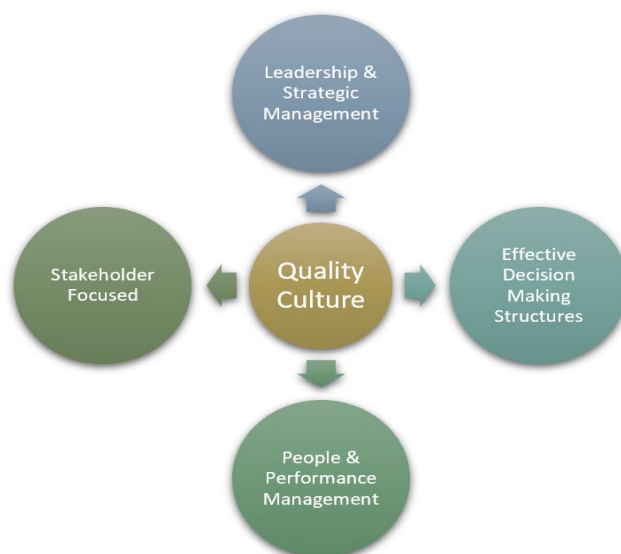 Leadership &
Strategic
Management
Stakeholder
Focused
Quality
Culture
Effective
Decision
Making
Structures
People &
Performance
Management